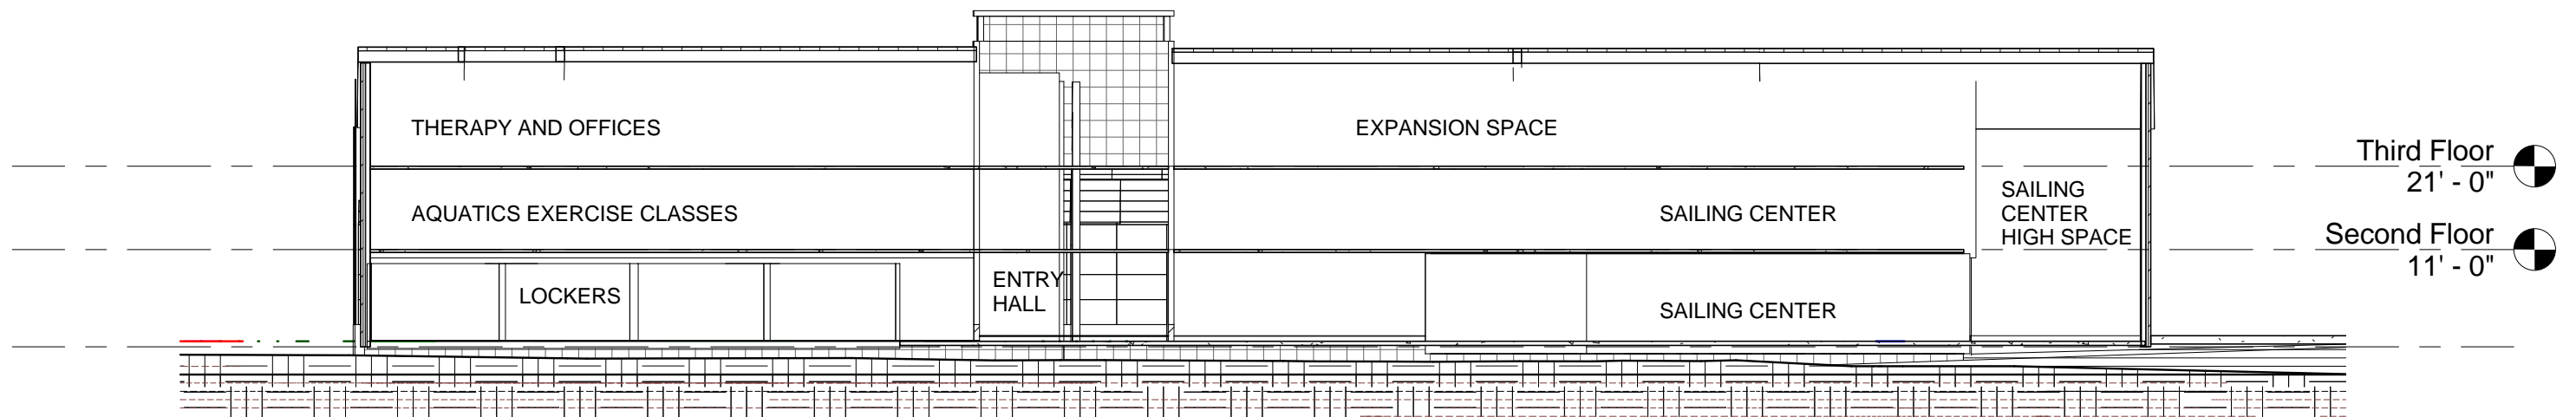 THERAPY AND OFFICES
EXPANSION SPACE
Third Floor
21' - 0"
AQUATICS EXERCISE CLASSES
SAILING CENTER
SAILING
CENTER
HIGH SPACE
Second Floor
11' - 0"
LOCKERS
ENTRY
HALL
SAILING CENTER